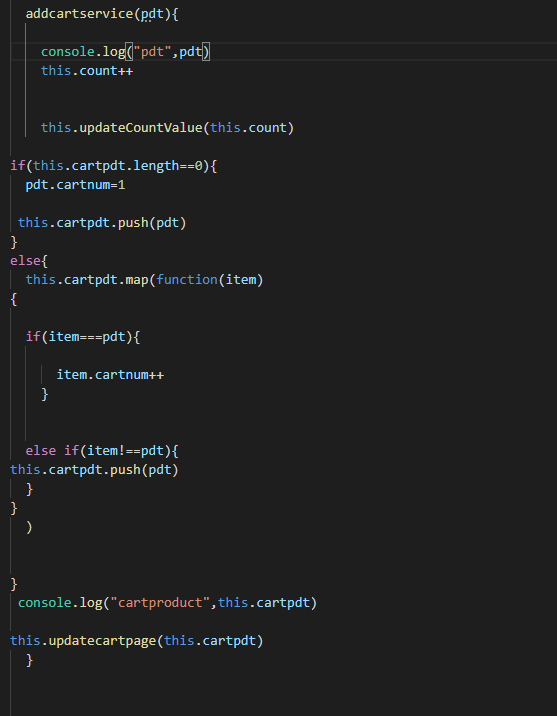 addcartservice(pdt){
console.log("pdt",pdt)
this.count++
this.updateCountValue(this.count)
if(this.cartpdt.length==0){
pdt.cartnum=1
this.cartpdt.push(pdt)
}
else{
this.cartpdt.map(function(item)
{
if(item===pdt){
item.cartnum++
}
else if(item!==pdt){
this.cartpdt.push(pdt)
}
}
)
}
console.log("cartproduct",this.cartpdt)
this.updatecartpage(this.cartpdt)
}